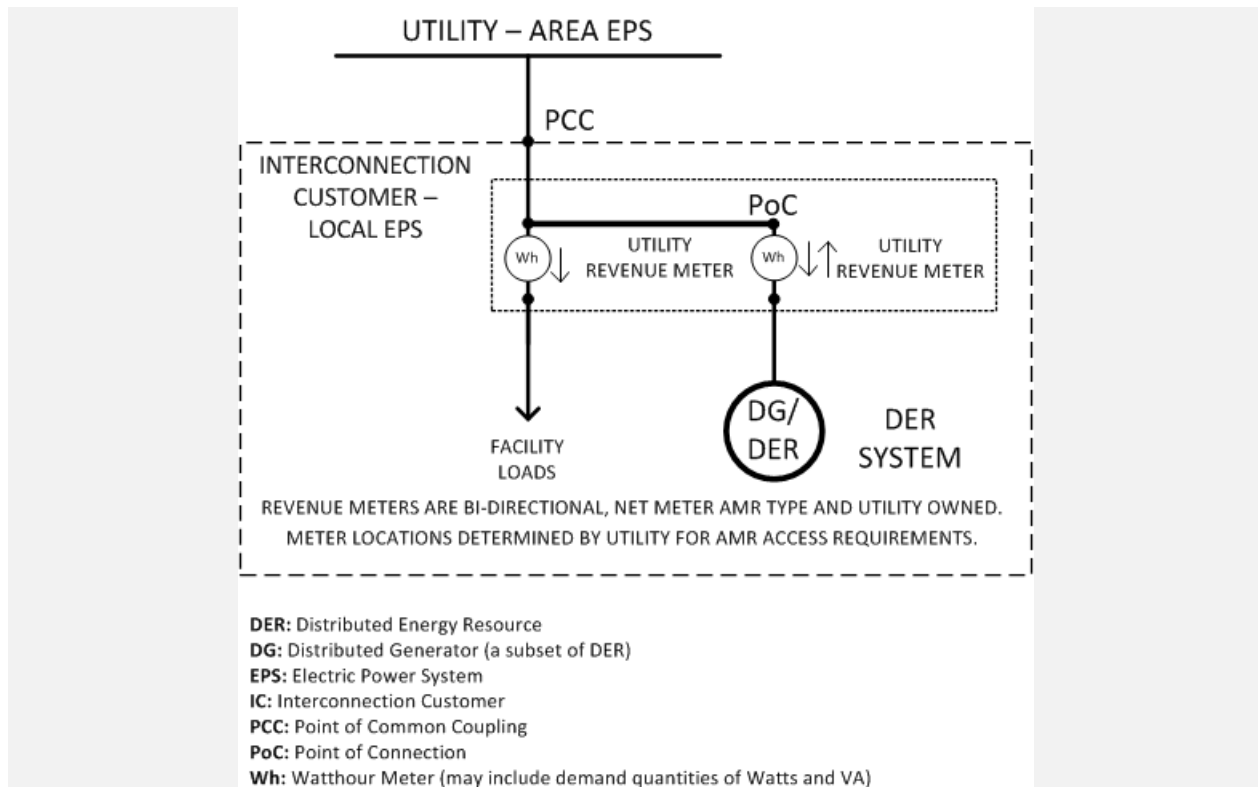 UTILITY – AREA EPS
PCC
INTERCONNECTION
CUSTOMER –
LOCAL EPS
PoC
Wh
UTILITY
REVENUE METER
Wh
UTILITY
REVENUE METER
DG/
DER
DER
SYSTEM
FACILITY
LOADS
REVENUE METERS ARE BI-DIRECTIONAL, NET METER AMR TYPE AND UTILITY OWNED.
METER LOCATIONS DETERMINED BY UTILITY FOR AMR ACCESS REQUIREMENTS.
DER: Distributed Energy Resource
DG: Distributed Generator (a subset of DER)
EPS: Electric Power System
IC: Interconnection Customer
PCC: Point of Common Coupling
PoC: Point of Connection
Wh: Watthour Meter (may include demand quantities of Watts and VA)